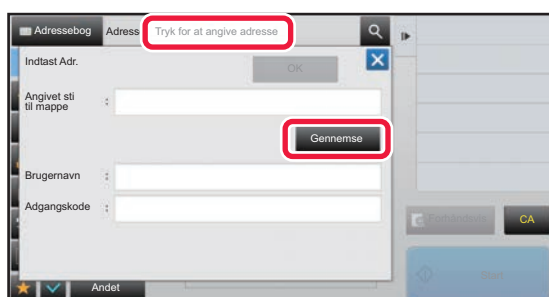 Adressebog Adress Tryk for at angive adresse
Indtast Adr. OK
Angivet sti
til mappe :
Gennemse
Brugernavn :
Adgangskode :
CA
Start
Andet